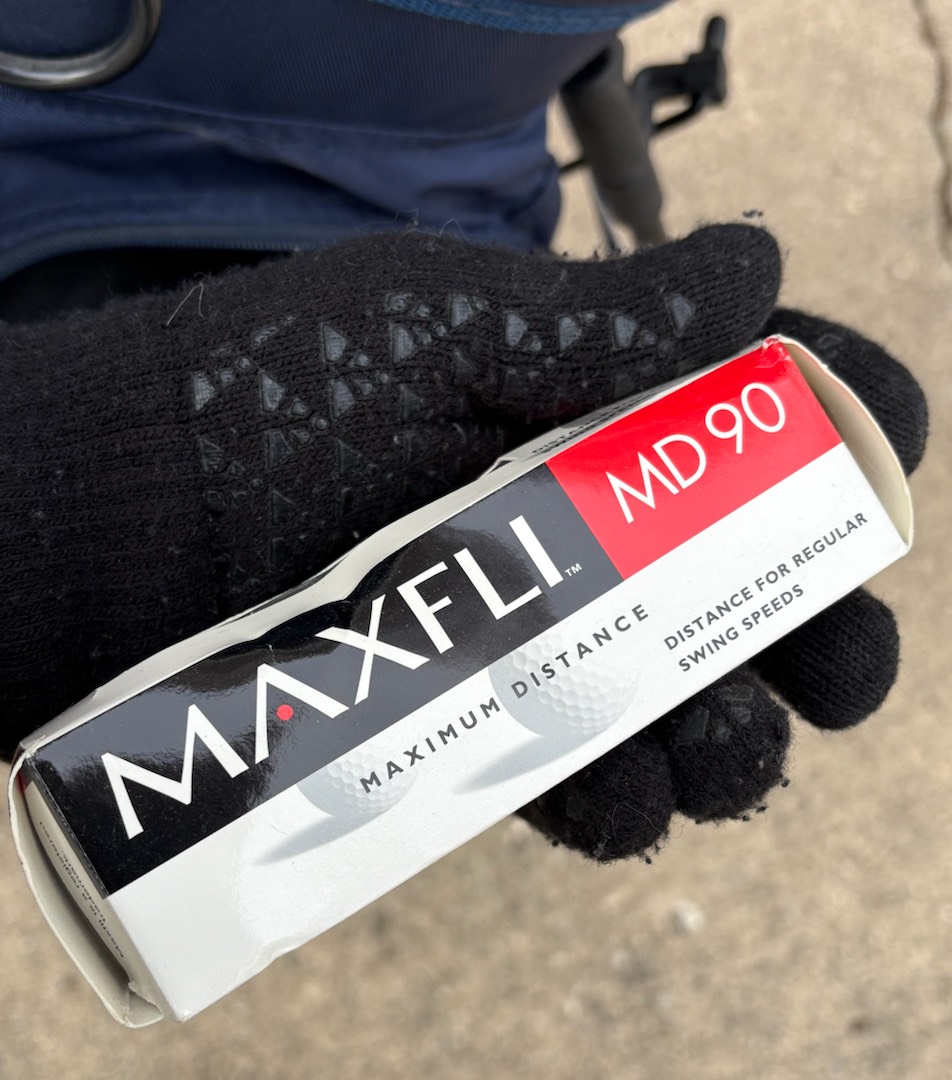 MAXFLI™
MD 90
MAXIMUM DISTANCE
DISTANCE FOR REGULAR
SWING SPEEDS